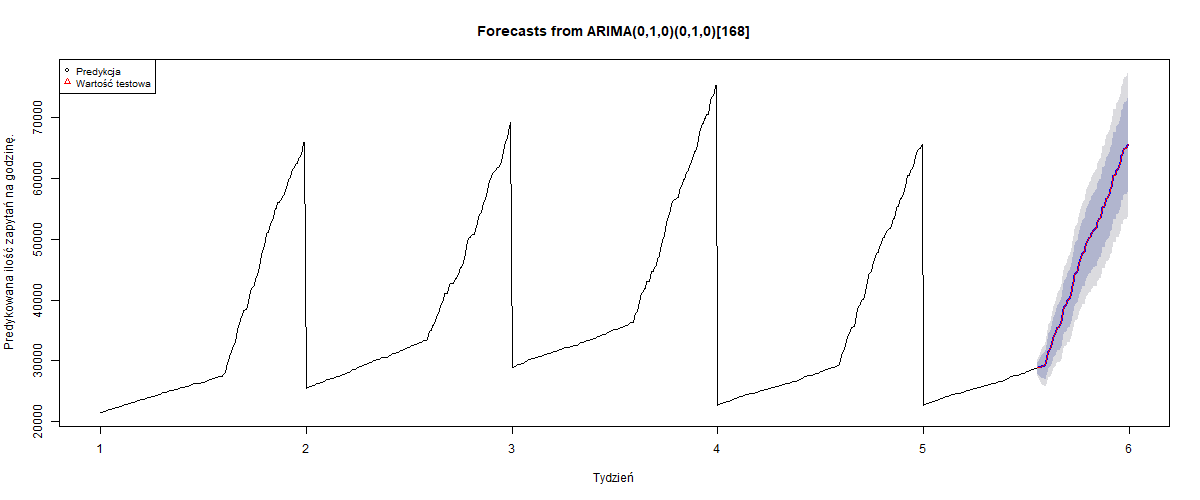 Forecasts from ARIMA(0,1,0)(0,1,0)[168]
Predykcja
Wartość testowa
Predykowana ilość zapytań na godzinę.
70000
60000
50000
40000
30000
20000
1 2 3 4 5 6
Tydzień